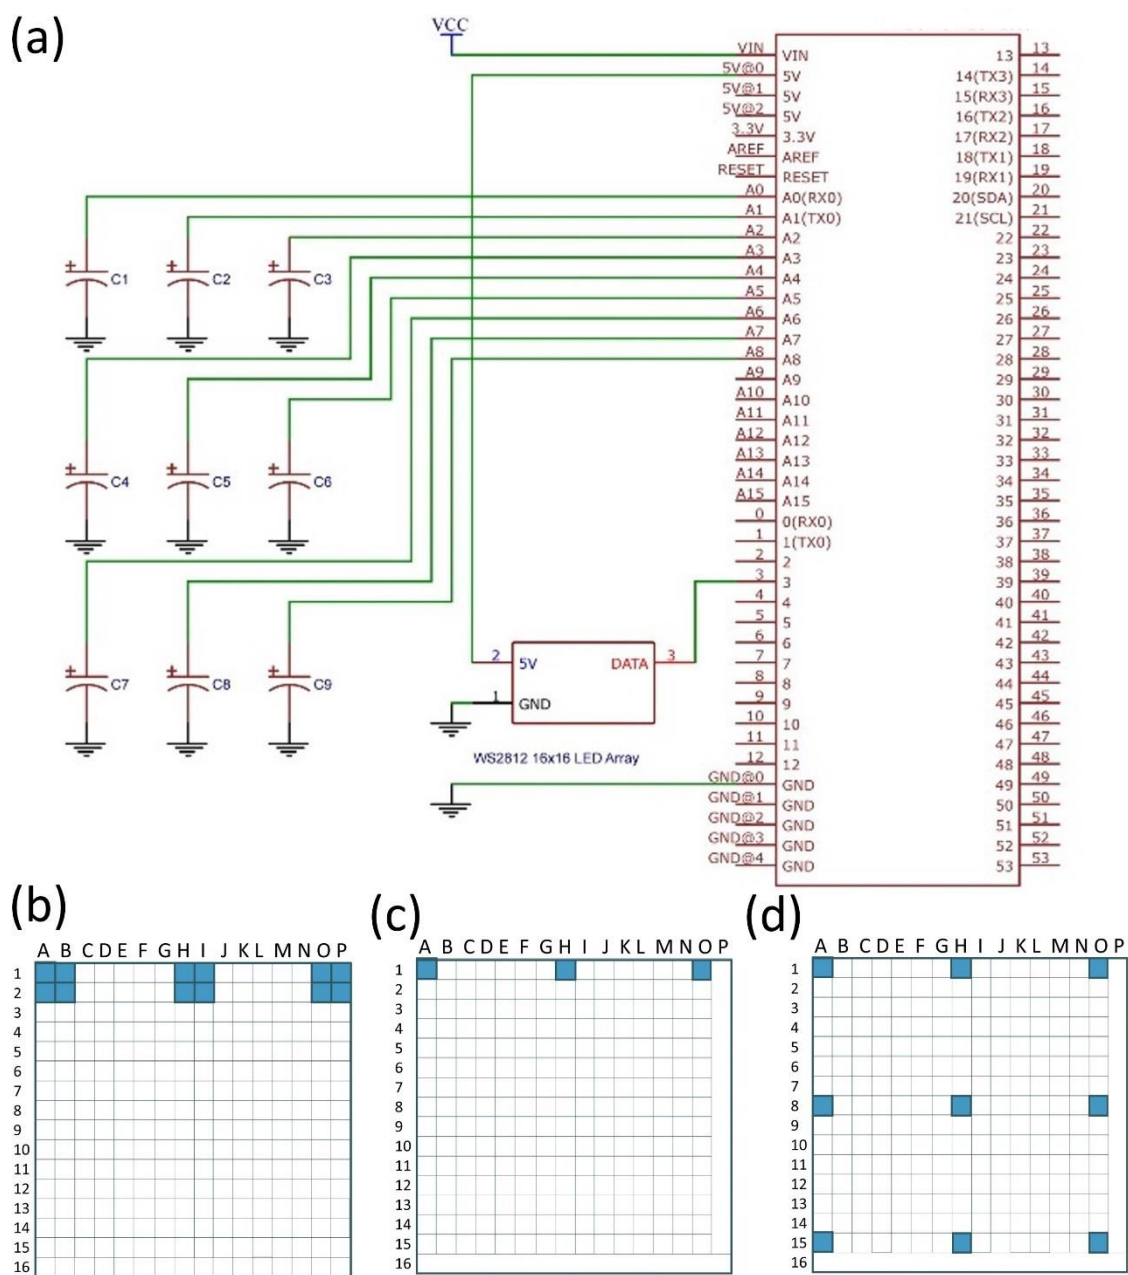 (a)
VCC
VIN VIN 13 13
5V@0 5V 14(TX3) 14
5V@1 5V 15(RX3) 15
5V@2 5V 16(TX2) 16
3.3V 3.3V 17(RX2) 17
AREF AREF 18(TX1) 18
RESET RESET 19(RX1) 19
A0 A0(RX0) 20(SDA) 20
A1 A1(TX0) 21(SCL) 21
A2 A2 22 22
A3 A3 23 23
A4 A4 24 24
A5 A5 25 25
A6 A6 26 26
A7 A7 27 27
A8 A8 28 28
A9 A9 29 29
A10 A10 30 30
A11 A11 31 31
A12 A12 32 32
A13 A13 33 33
A14 A14 34 34
A15 A15 35 35
0 0(RX0) 36 36
1 1(TX0) 37 37
2 2 38 38
3 3 39 39
4 4 40 40
5 5 41 41
6 6 42 42
7 7 43 43
8 8 44 44
9 9 45 45
10 10 46 46
11 11 47 47
12 12 48 48
GND@0 GND 49 49
GND@1 GND 50 50
GND@2 GND 51 51
GND@3 GND 52 52
GND@4 GND 53 53
+ C1 + C2 + C3
+ C4 + C5 + C6
+ C7 + C8 + C9
2 5V DATA 3
1 GND
WS2812 16x16 LED Array
(b)
A B C D E F G H I J K L M N O P
1
2
3
4
5
6
7
8
9
10
11
12
13
14
15
16
(c)
A B C D E F G H I J K L M N O P
1
2
3
4
5
6
7
8
9
10
11
12
13
14
15
16
(d)
A B C D E F G H I J K L M N O P
1
2
3
4
5
6
7
8
9
10
11
12
13
14
15
16